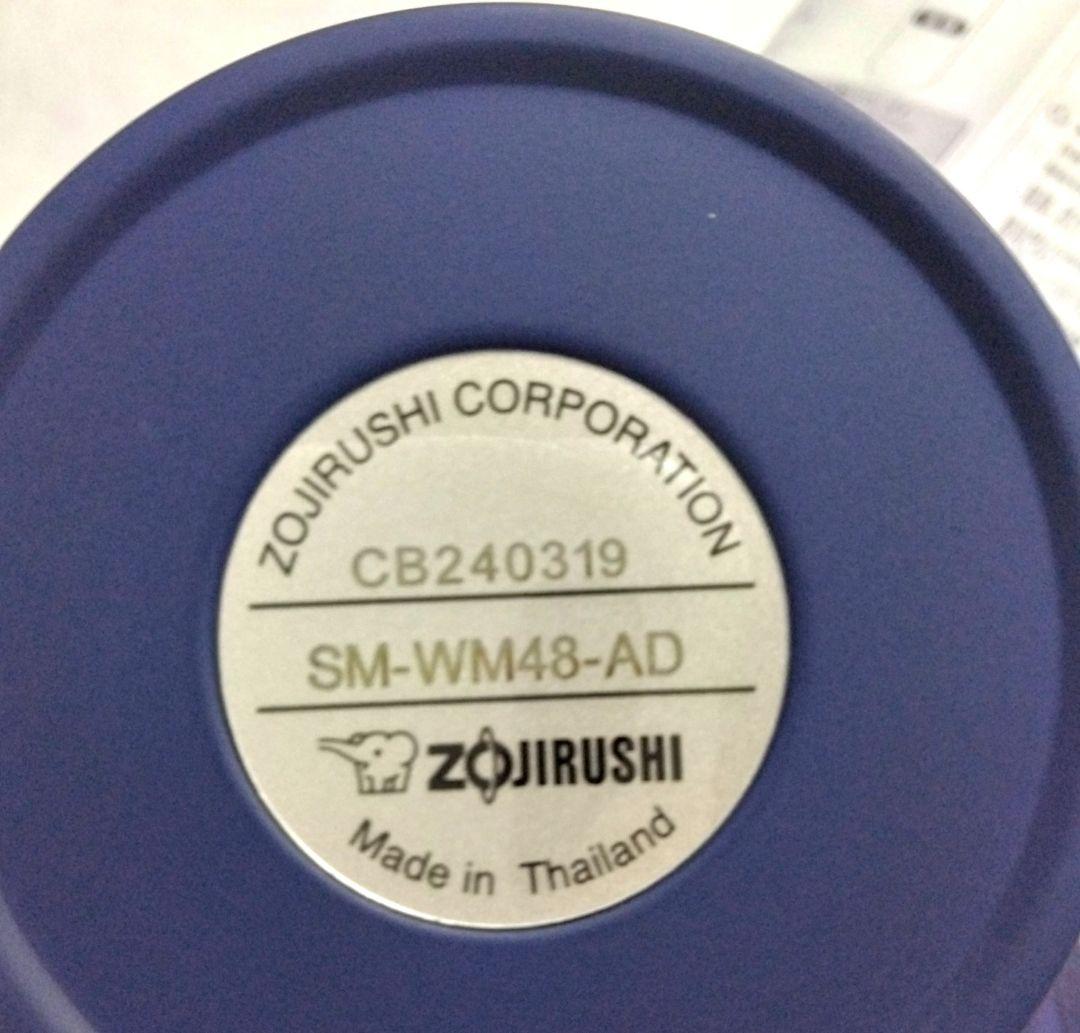 ZOJIRUSHI CORPORATION
CB240319
SM-WM48-AD
ZOJIRUSHI
Made in Thailand